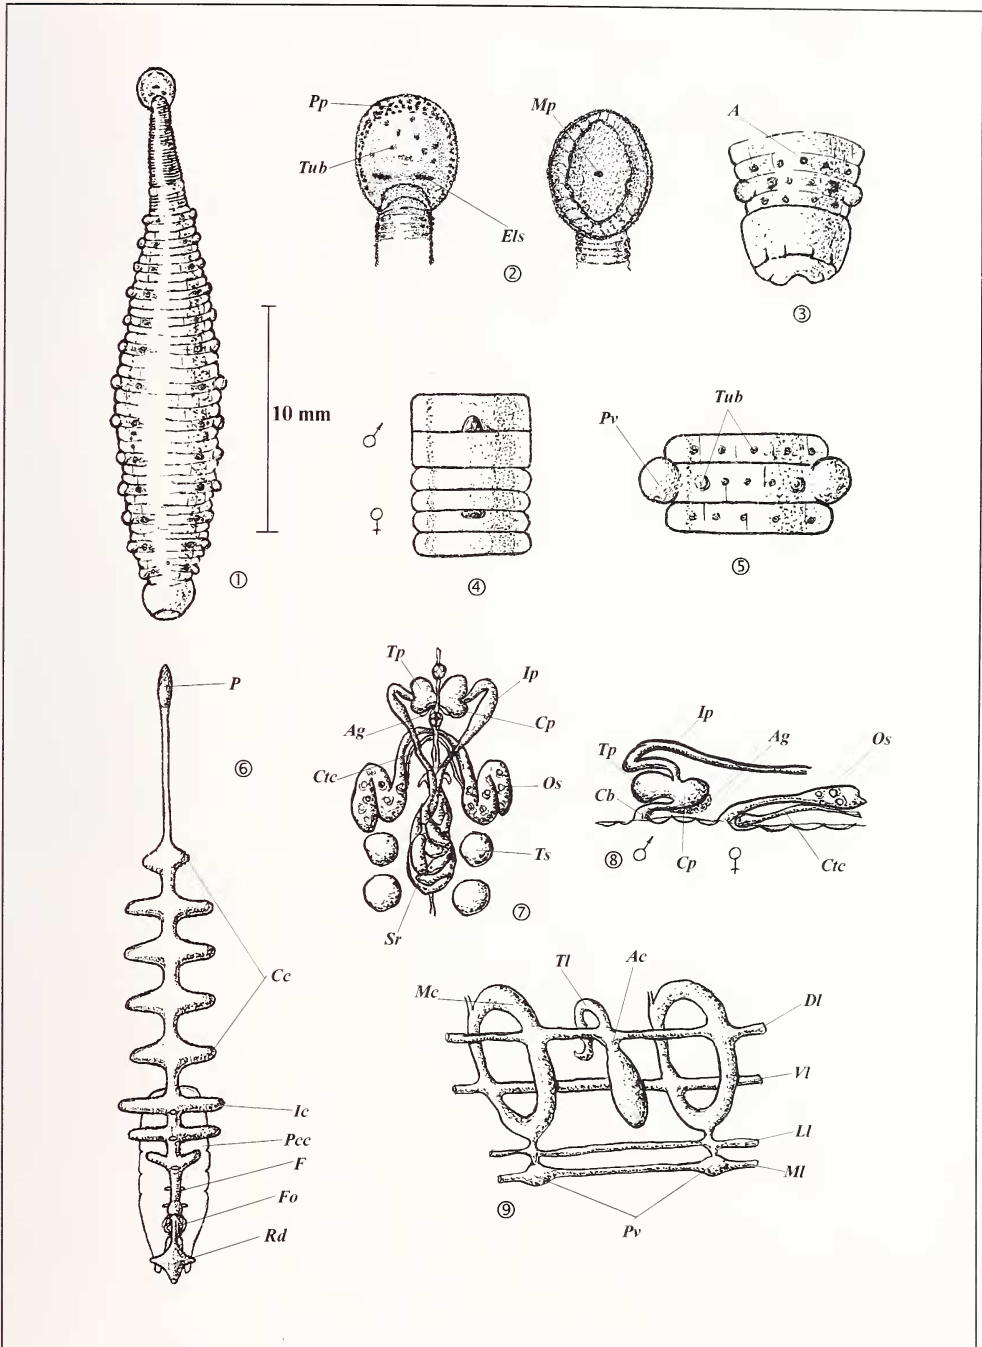 Pp
Tub
Els
②
Mp
A
③
10 mm
①
♂
♀
④
Pv
Tub
⑤
P
⑥
Cc
Ic
Pcc
F
Fo
Rd
Tp
Ip
Ag
Cp
Ctc
Os
Ts
Sr
⑦
Ip
Tp
Ag
Os
Cb
⑧ ♂
Cp
♀
Ctc
Tl
Ac
Mc
Dl
Vl
Ll
Ml
⑨
Pv